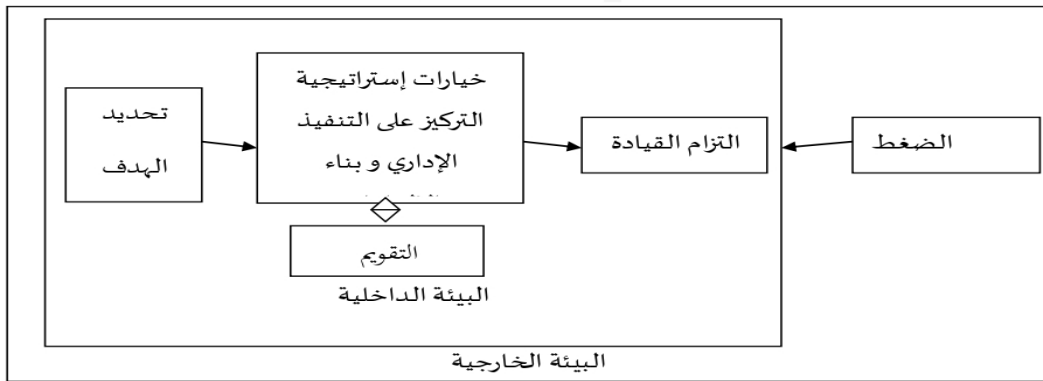 خيارات إستراتيجية
التركيز على التنفيذ
الإداري و بناء
تحديد
الهدف
التزام القيادة
الضغط
التقويم
البيئة الداخلية
البيئة الخارجية